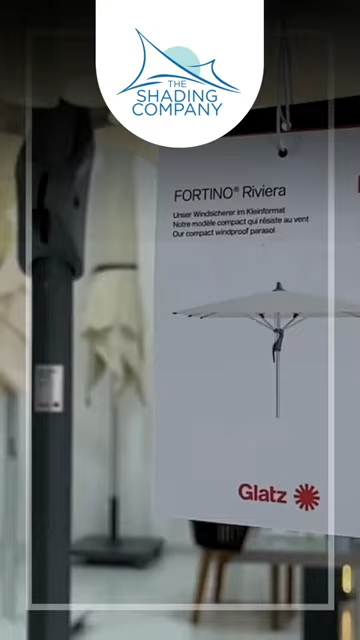 THE
SHADING
COMPANY
FORTINO® Riviera
Unser Windsicherer im Kleinformat
Notre modèle compact qui résiste au vent
Our compact windproof parasol
Glatz